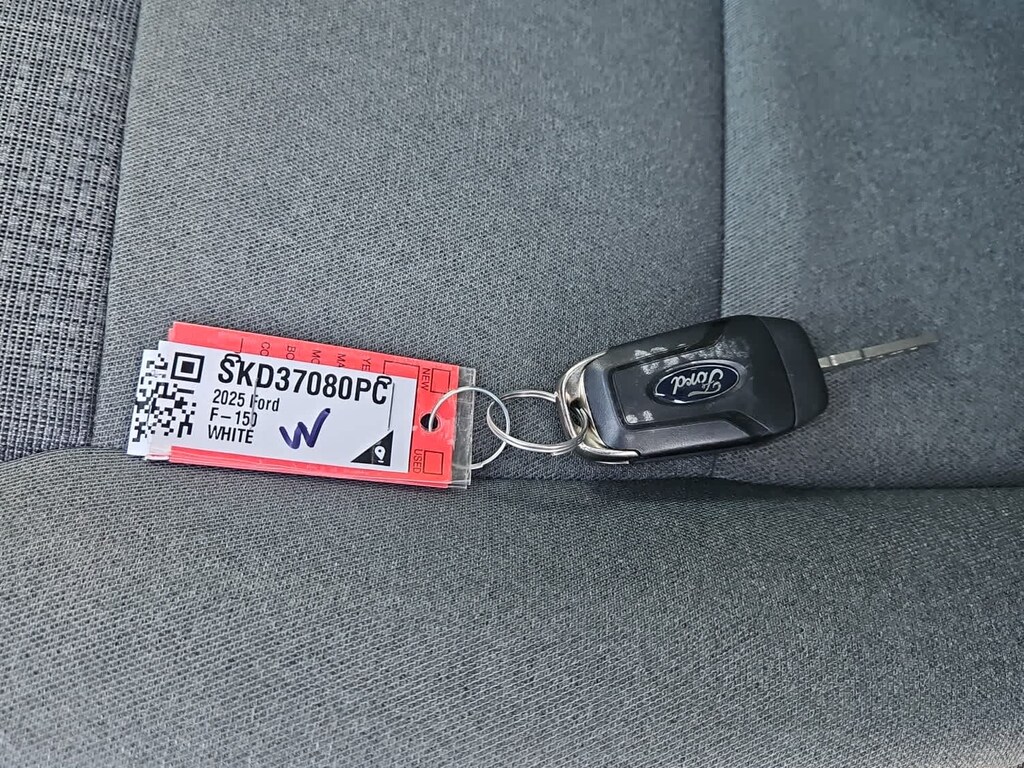 SKD37080PC
2025 Ford
F-150
WHITE
W
NEW
USED
Ford